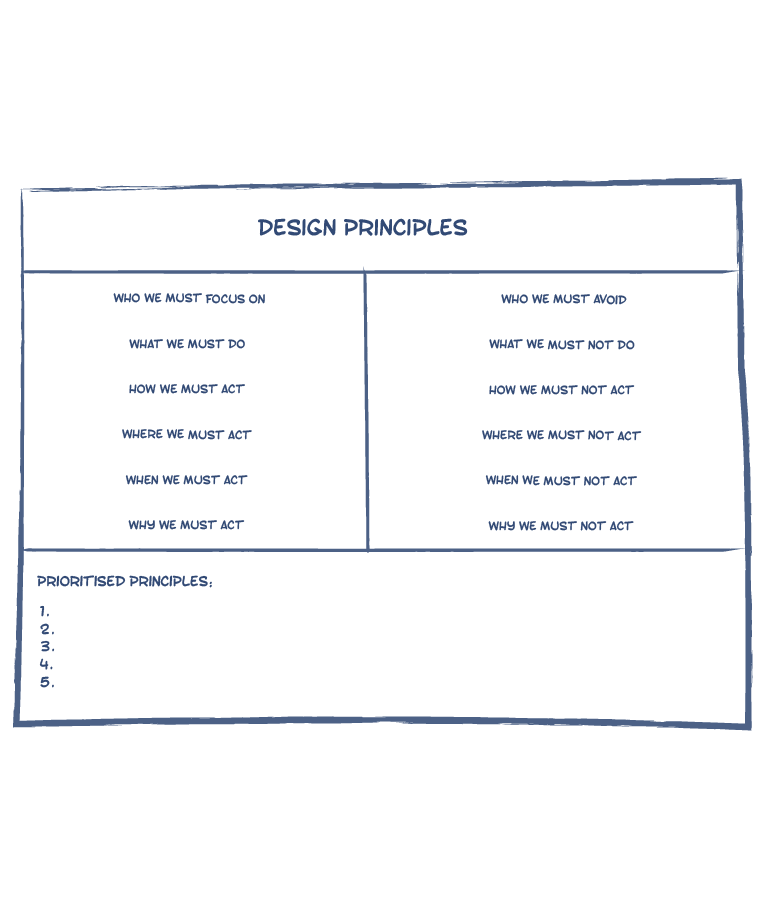 DESIGN PRINCIPLES
WHO WE MUST FOCUS ON
WHAT WE MUST DO
HOW WE MUST ACT
WHERE WE MUST ACT
WHEN WE MUST ACT
WHY WE MUST ACT
WHO WE MUST AVOID
WHAT WE MUST NOT DO
HOW WE MUST NOT ACT
WHERE WE MUST NOT ACT
WHEN WE MUST NOT ACT
WHY WE MUST NOT ACT
PRIORITISED PRINCIPLES:
1.
2.
3.
4.
5.